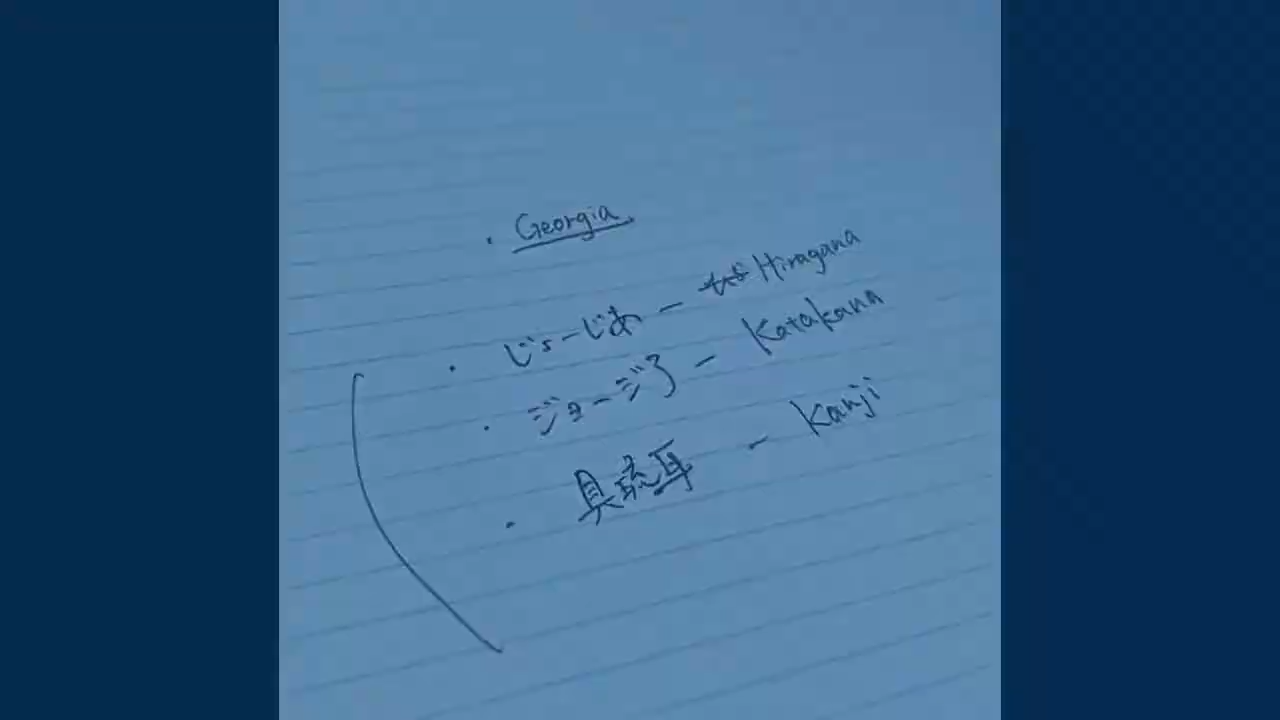 · Georgia
· じょーじあ - Hiragana
· ジョージア - Katakana
· 具琉耳 - Kanji